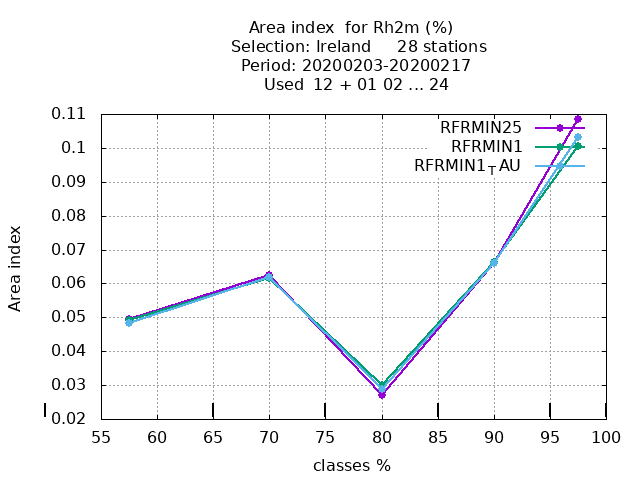 Area index  for Rh2m (%)
Selection: Ireland     28 stations
Period: 20200203-20200217
Used  12 + 01 02 ... 24
RFRMIN25
RFRMIN1
RFRMIN1TAU
Area index
0.11
0.1
0.09
0.08
0.07
0.06
0.05
0.04
0.03
0.02
55 60 65 70 75 80 85 90 95 100
classes %